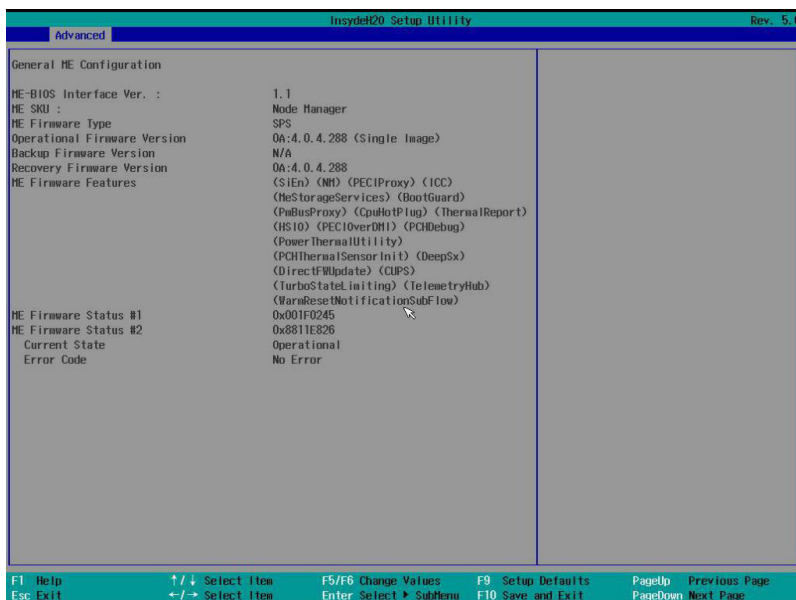 InsydeH20 Setup Utility Rev. 5.
Advanced
General ME Configuration
ME-BIOS Interface Ver. : 1.1
ME SKU : Node Manager
ME Firmware Type SPS
Operational Firmware Version 0A:4.0.4.288 (Single Image)
Backup Firmware Version N/A
Recovery Firmware Version 0A:4.0.4.288
ME Firmware Features (SiEn) (NM) (PECIProxy) (ICC)
(MeStorageServices) (BootGuard)
(PmBusProxy) (CpuHotPlug) (ThermalReport)
(HSIO) (PECIOverDMI) (PCHDebug)
(PowerThermalUtility)
(PCHThermalSensorInit) (DeepSx)
(DirectFWUpdate) (CUPS)
(TurboStateLimiting) (TelemetryHub)
(WarmResetNotificationSubFlow)
ME Firmware Status #1 0x001F0245
ME Firmware Status #2 0x8811E826
Current State Operational
Error Code No Error
F1 Help ↑/↓ Select Item F5/F6 Change Values F9 Setup Defaults PageUp Previous Page
Esc Exit ←/→ Select Item Enter Select ▶ SubMenu F10 Save and Exit PageDown Next Page